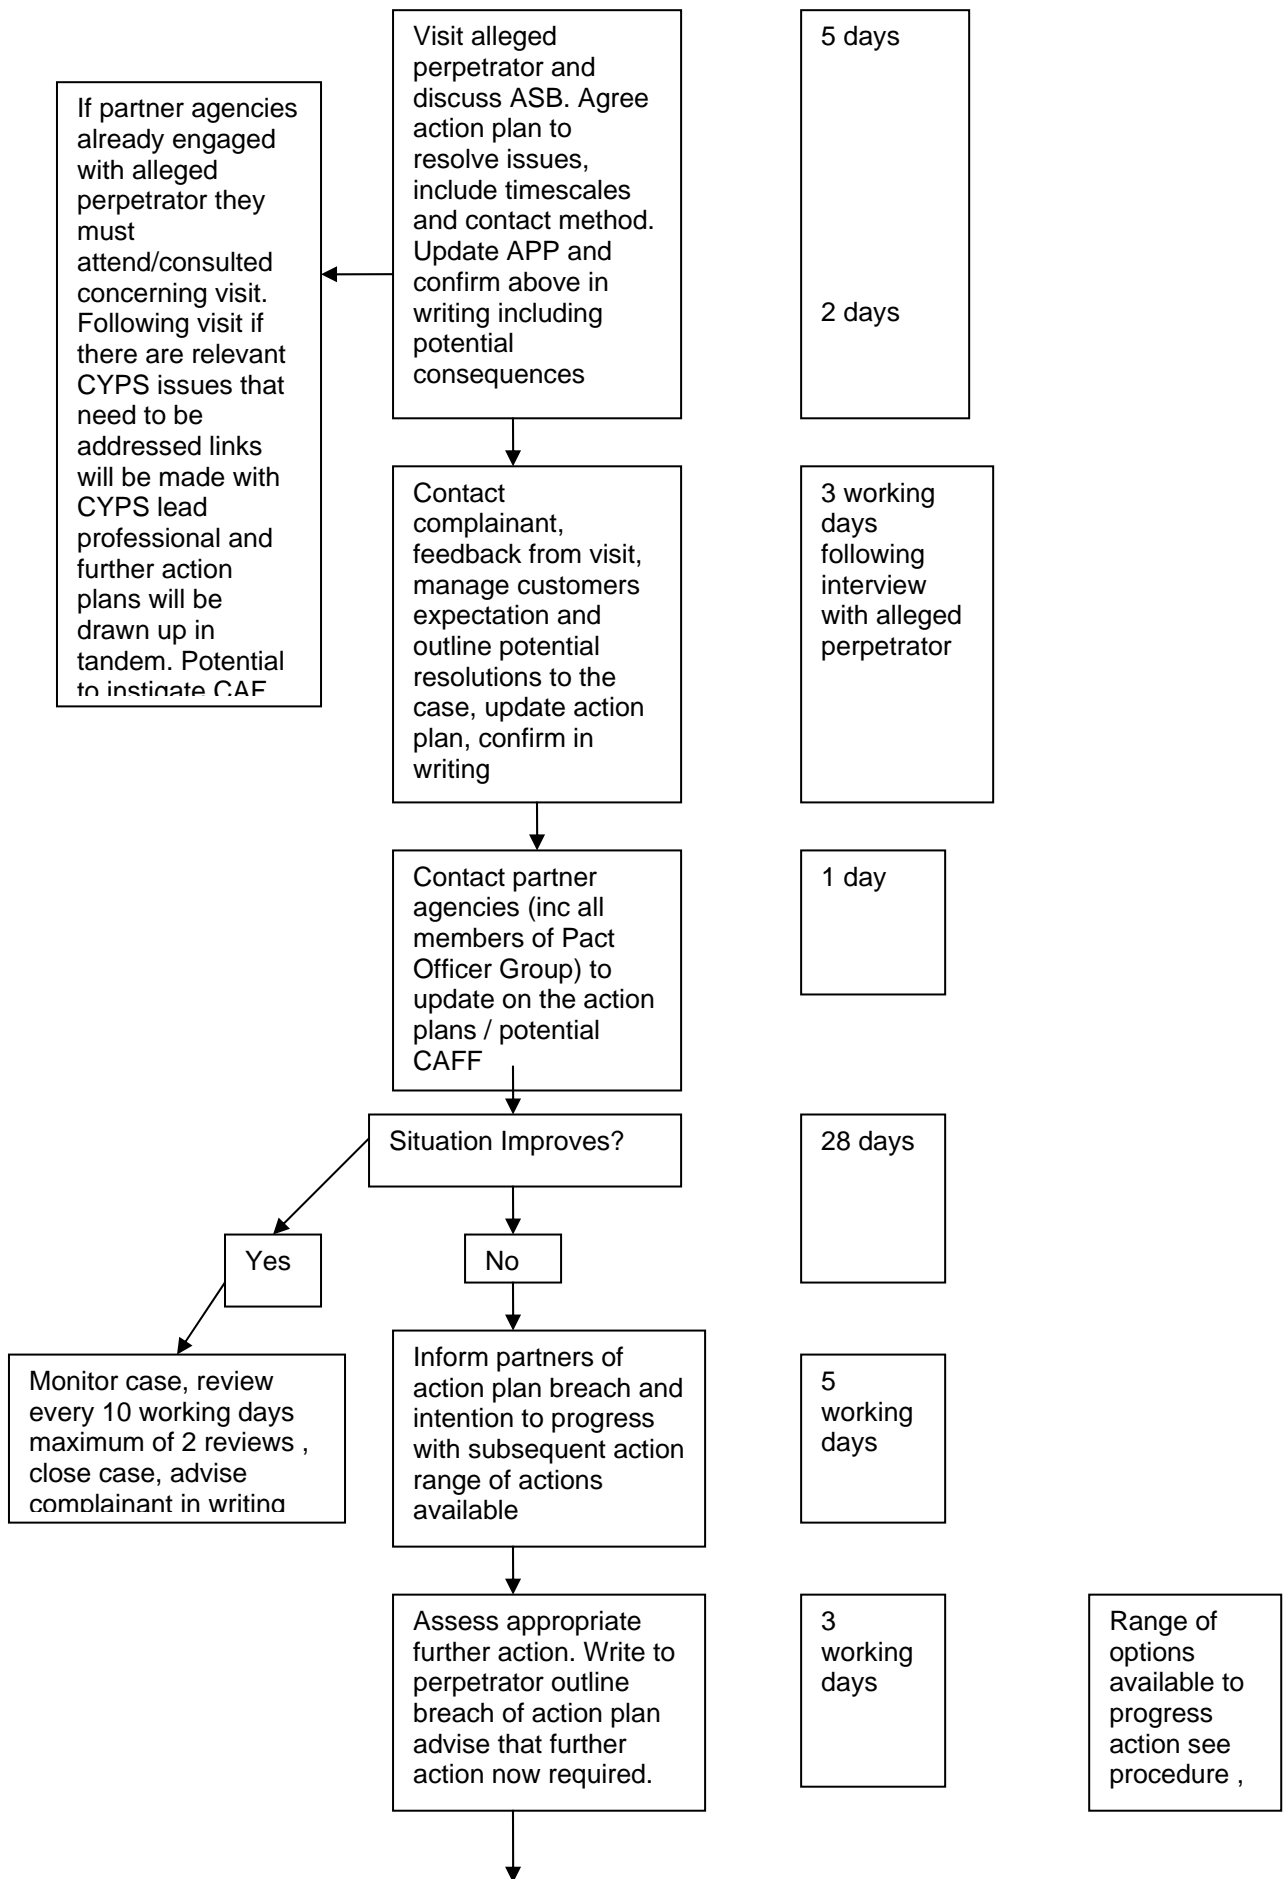 Visit alleged
perpetrator and
discuss ASB. Agree
action plan to
resolve issues,
include timescales
and contact method.
Update APP and
confirm above in
writing including
potential
consequences
5 days
2 days
If partner agencies
already engaged
with alleged
perpetrator they
must
attend/consulted
concerning visit.
Following visit if
there are relevant
CYPS issues that
need to be
addressed links
will be made with
CYPS lead
professional and
further action
plans will be
drawn up in
tandem. Potential
to instigate CAF
Contact
complainant,
feedback from visit,
manage customers
expectation and
outline potential
resolutions to the
case, update action
plan, confirm in
writing
3 working
days
following
interview
with alleged
perpetrator
Contact partner
agencies (inc all
members of Pact
Officer Group) to
update on the action
plans / potential
CAFF
1 day
Situation Improves?
28 days
Yes
No
Monitor case, review
every 10 working days
maximum of 2 reviews ,
close case, advise
complainant in writing
Inform partners of
action plan breach and
intention to progress
with subsequent action
range of actions
available
5
working
days
Assess appropriate
further action. Write to
perpetrator outline
breach of action plan
advise that further
action now required.
3
working
days
Range of
options
available to
progress
action see
procedure ,